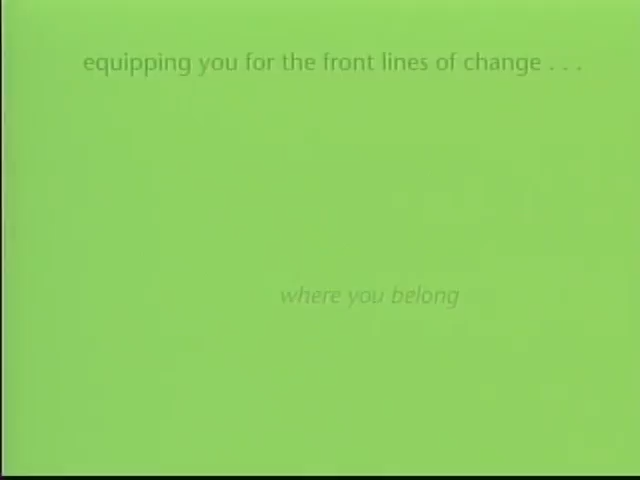 equipping you for the front lines of change . . .
where you belong